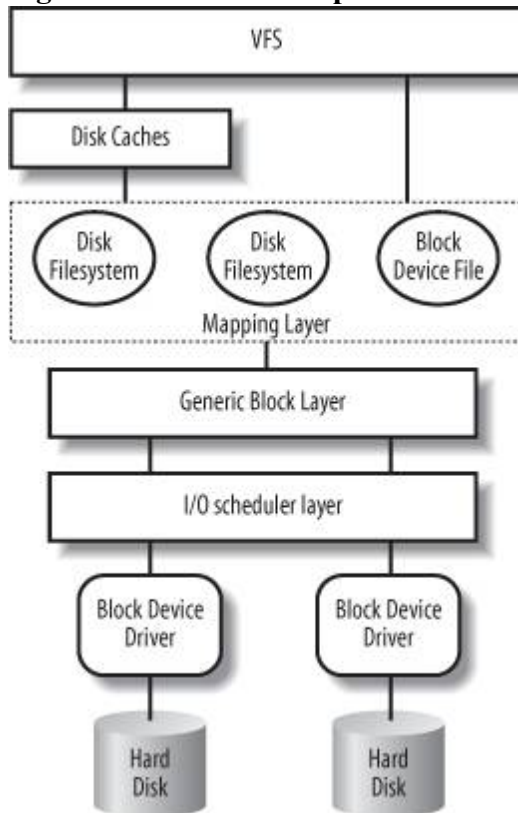 VFS
Disk Caches
Disk
Filesystem
Disk
Filesystem
Block
Device File
Mapping Layer
Generic Block Layer
I/O scheduler layer
Block Device
Driver
Block Device
Driver
Hard
Disk
Hard
Disk